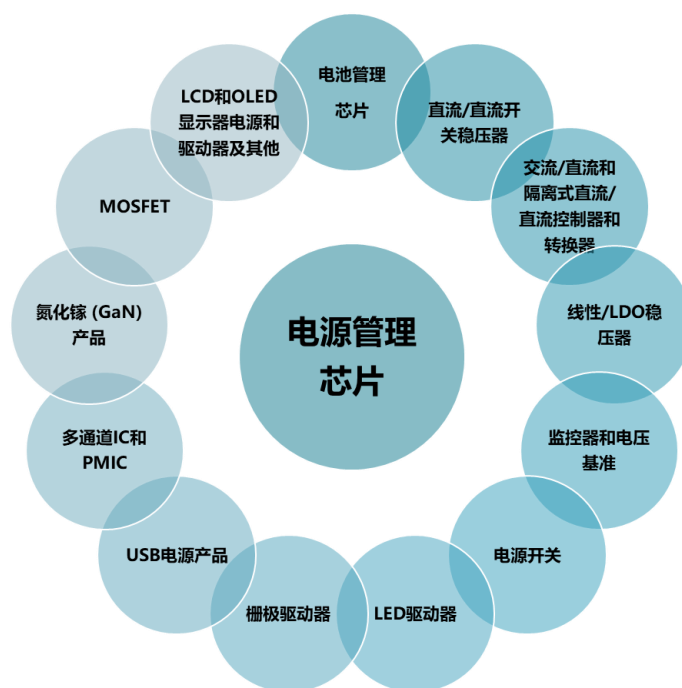 电池管理
芯片
直流/直流开
关稳压器
交流/直流和
隔离式直流/
直流控制器和
转换器
线性/LDO稳
压器
监控器和电压
基准
电源开关
LED驱动器
栅极驱动器
USB电源产品
多通道IC和
PMIC
氮化镓 (GaN)
产品
MOSFET
LCD和OLED
显示器电源和
驱动器及其他
电源管理
芯片